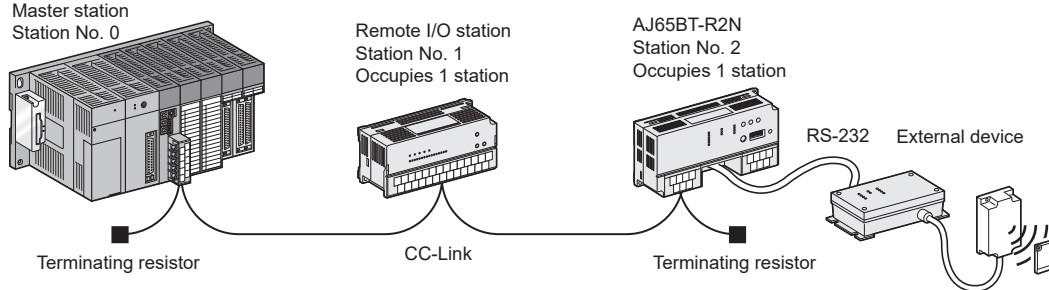 Master station
Station No. 0
Remote I/O station
Station No. 1
Occupies 1 station
AJ65BT-R2N
Station No. 2
Occupies 1 station
RS-232
External device
Terminating resistor
CC-Link
Terminating resistor